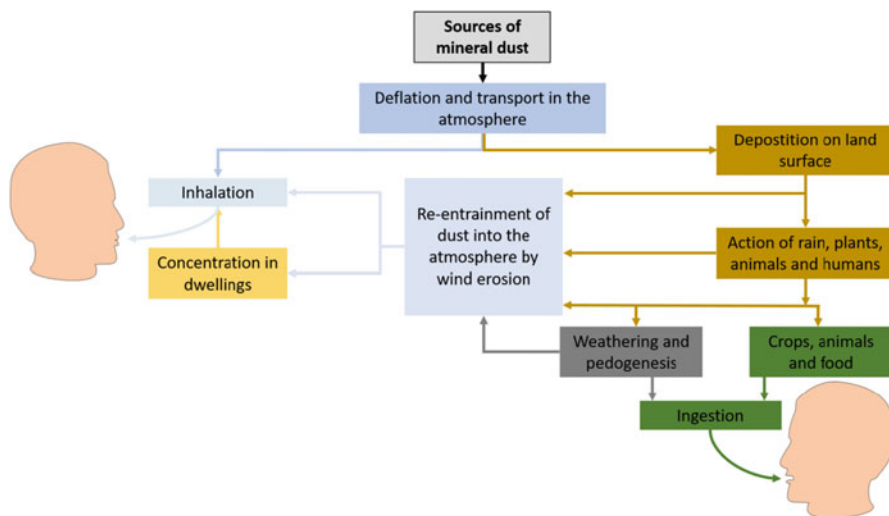 Sources of
mineral dust
Deflation and transport in the
atmosphere
Depostition on land
surface
Inhalation
Re-entrainment of
dust into the
atmosphere by
wind erosion
Action of rain, plants,
animals and humans
Concentration in
dwellings
Weathering and
pedogenesis
Crops, animals
and food
Ingestion